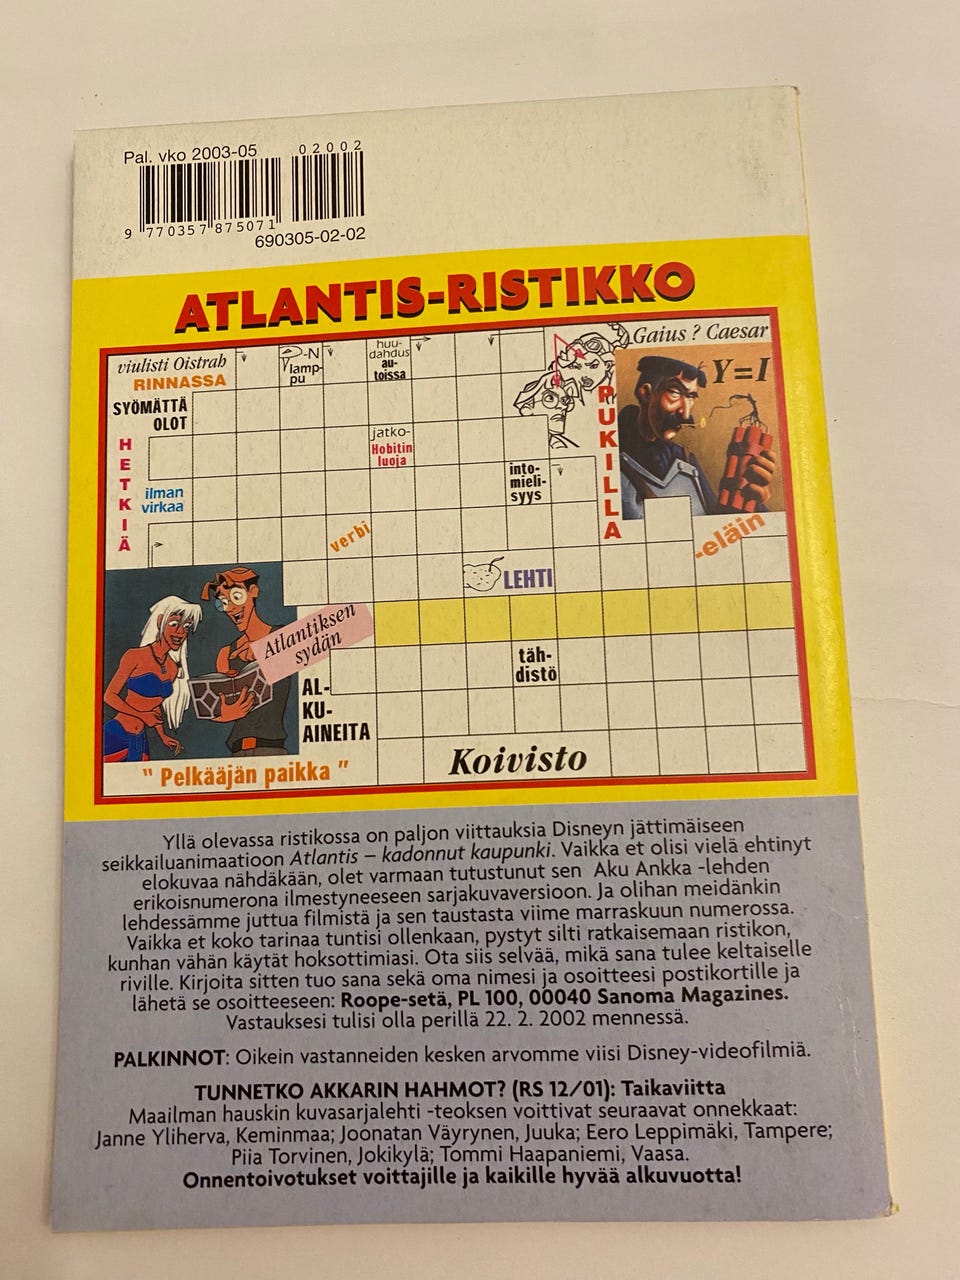 Pal. vko 2003-05
02002
9 770357 875071
690305-02-02
ATLANTIS-RISTIKKO
viulisti Oistrah
RINNASSA
D-N
lamp-
pu
huu-
dahdus
au-
toissa
Gaius ? Caesar
Y=I
SYÖMÄTTÄ
OLOT
HETKIÄ
jatko-
Hobitin
luoja
PUKILLA
ilman
virkaa
into-
mieli-
syys
verbi
-eläin
LEHTI
Atlantiksen
sydän
täh-
distö
AL-
KU-
AINEITA
" Pelkääjän paikka "
Koivisto
Yllä olevassa ristikossa on paljon viittauksia Disneyn jättimäiseen
seikkailuanimaatioon Atlantis – kadonnut kaupunki. Vaikka et olisi vielä ehtinyt
elokuvaa nähdäkään, olet varmaan tutustunut sen Aku Ankka -lehden
erikoisnumerona ilmestyneeseen sarjakuvaversioon. Ja olihan meidänkin
lehdessämme juttua filmistä ja sen taustasta viime marraskuun numerossa.
Vaikka et koko tarinaa tuntisi ollenkaan, pystyt silti ratkaisemaan ristikon,
kunhan vähän käytät hoksottimiasi. Ota siis selvää, mikä sana tulee keltaiselle
riville. Kirjoita sitten tuo sana sekä oma nimesi ja osoitteesi postikortille ja
lähetä se osoitteeseen: Roope-setä, PL 100, 00040 Sanoma Magazines.
Vastauksesi tulisi olla perillä 22. 2. 2002 mennessä.
PALKINNOT: Oikein vastanneiden kesken arvomme viisi Disney-videofilmiä.
TUNNETKO AKKARIN HAHMOT? (RS 12/01): Taikaviitta
Maailman hauskin kuvasarjalehti -teoksen voittivat seuraavat onnekkaat:
Janne Yliherva, Keminmaa; Joonatan Väyrynen, Juuka; Eero Leppimäki, Tampere;
Piia Torvinen, Jokikylä; Tommi Haapaniemi, Vaasa.
Onnentoivotukset voittajille ja kaikille hyvää alkuvuotta!